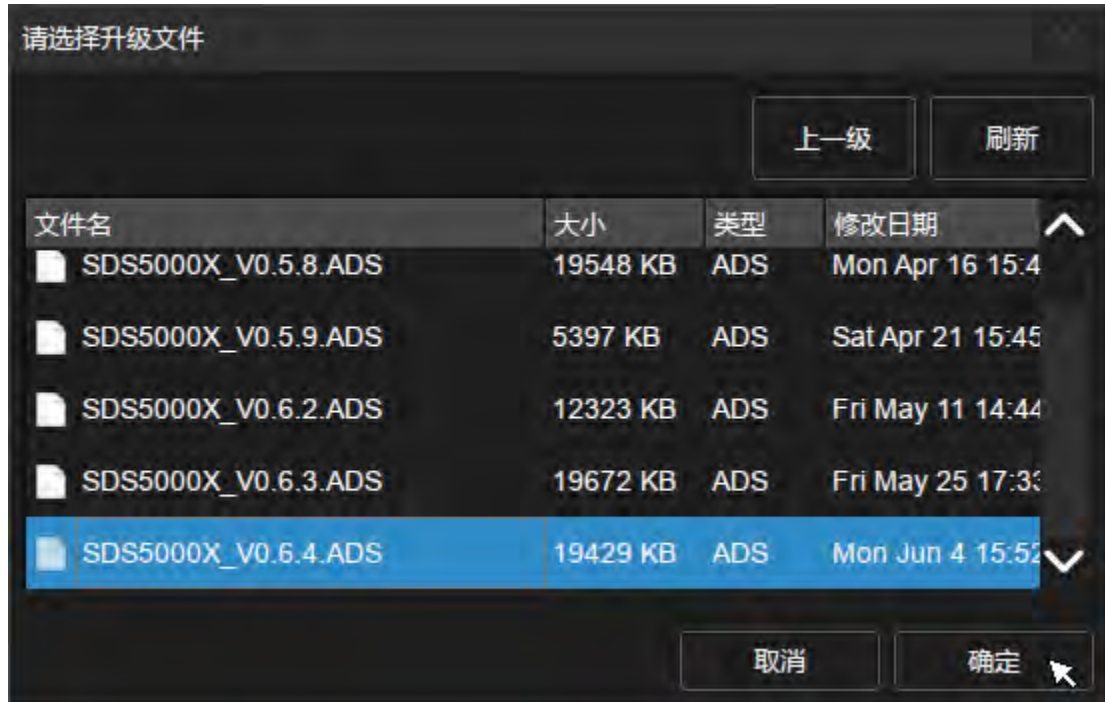 请选择升级文件
上一级 刷新
文件名 大小 类型 修改日期
SDS5000X_V0.5.8.ADS 19548 KB ADS Mon Apr 16 15:4
SDS5000X_V0.5.9.ADS 5397 KB ADS Sat Apr 21 15:45
SDS5000X_V0.6.2.ADS 12323 KB ADS Fri May 11 14:44
SDS5000X_V0.6.3.ADS 19672 KB ADS Fri May 25 17:33
SDS5000X_V0.6.4.ADS 19429 KB ADS Mon Jun 4 15:52
取消 确定